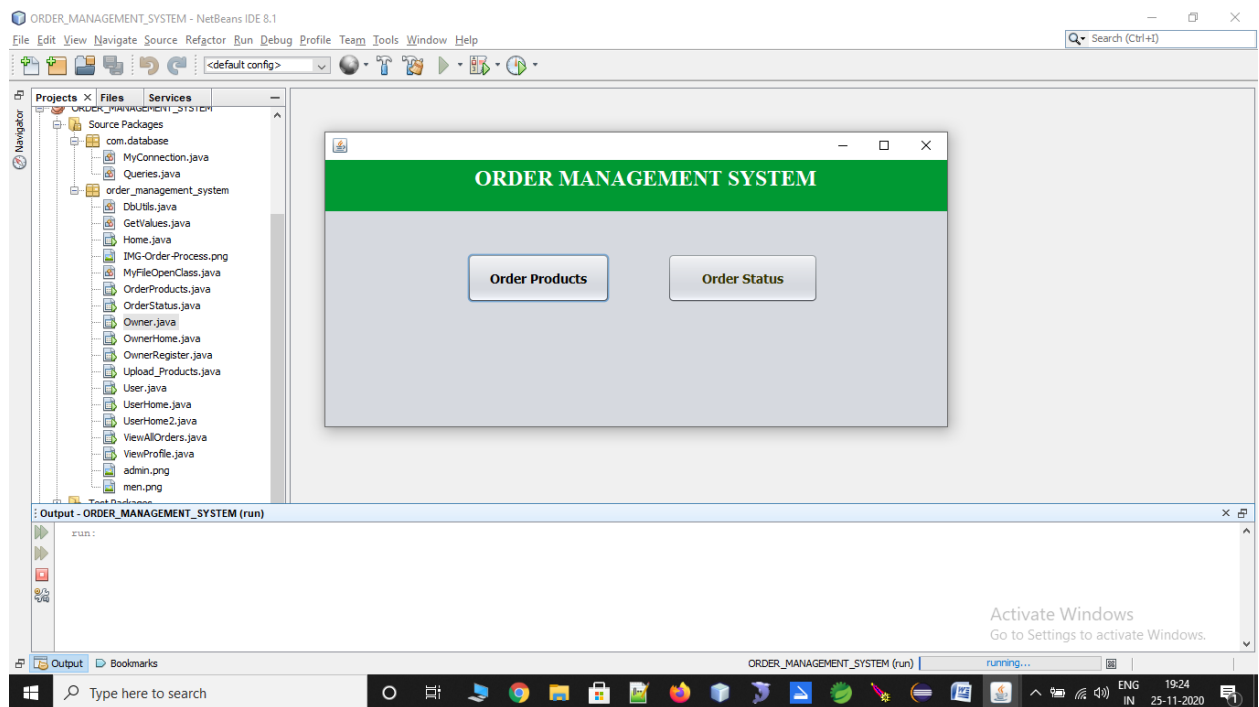 ORDER_MANAGEMENT_SYSTEM - NetBeans IDE 8.1
File Edit View Navigate Source Refactor Run Debug Profile Team Tools Window Help
Search (Ctrl+I)
<default config>
Projects Files Services
Navigator
ORDER_MANAGEMENT_SYSTEM
Source Packages
com.database
MyConnection.java
Queries.java
order_management_system
DbUtils.java
GetValues.java
Home.java
IMG-Order-Process.png
MyFileOpenClass.java
OrderProducts.java
OrderStatus.java
Owner.java
OwnerHome.java
OwnerRegister.java
Upload_Products.java
User.java
UserHome.java
UserHome2.java
ViewAllOrders.java
ViewProfile.java
admin.png
men.png
Test Packages
ORDER MANAGEMENT SYSTEM
Order Products Order Status
Output - ORDER_MANAGEMENT_SYSTEM (run)
run:
Activate Windows
Go to Settings to activate Windows.
Output Bookmarks
ORDER_MANAGEMENT_SYSTEM (run) running...
Type here to search
ENG 19:24
IN 25-11-2020